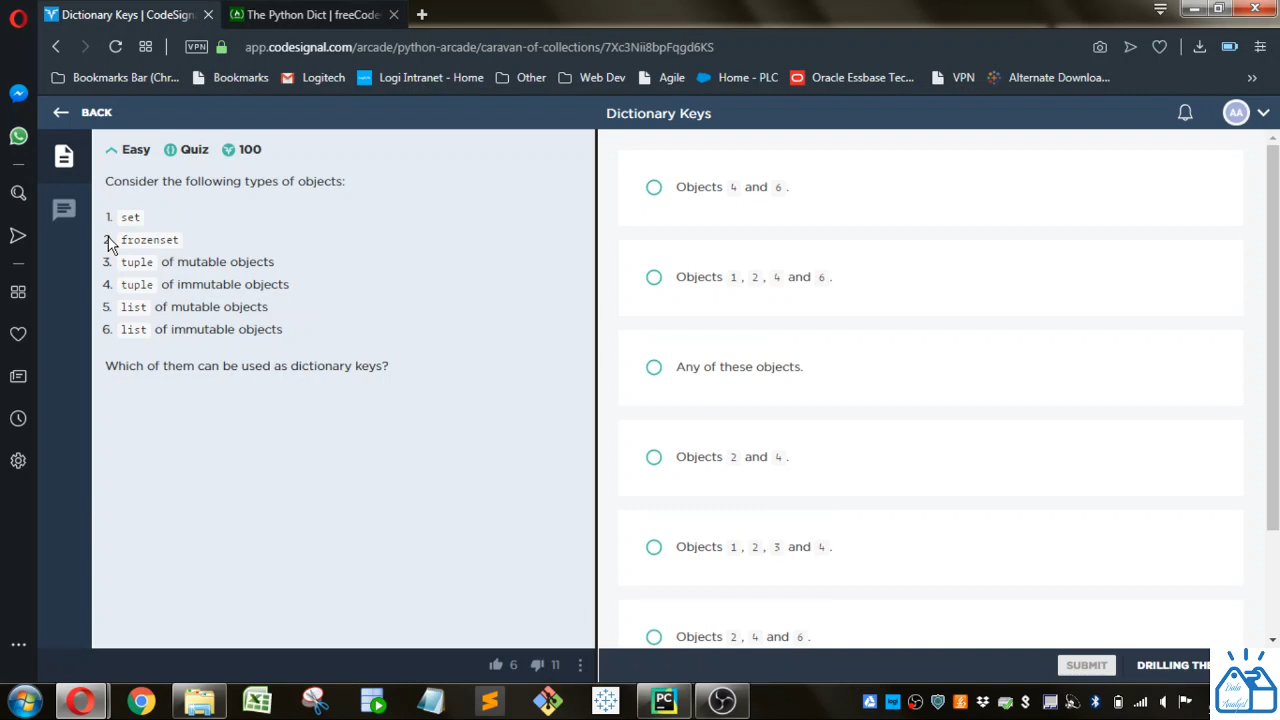 Dictionary Keys | CodeSign
The Python Dict | freeCode
VPN
app.codesignal.com/arcade/python-arcade/caravan-of-collections/7Xc3Nii8bpFqgd6KS
Bookmarks Bar (Chr...
Bookmarks
Logitech
Logi Intranet - Home
Other
Web Dev
Agile
Home - PLC
Oracle Essbase Tec...
VPN
Alternate Downloa...
BACK
Dictionary Keys
AA
Easy
Quiz
100
Consider the following types of objects:
1. set
2. frozenset
3. tuple of mutable objects
4. tuple of immutable objects
5. list of mutable objects
6. list of immutable objects
Which of them can be used as dictionary keys?
Objects 4 and 6.
Objects 1, 2, 4 and 6.
Any of these objects.
Objects 2 and 4.
Objects 1, 2, 3 and 4.
Objects 2, 4 and 6.
6
11
SUBMIT
DRILLING THE
PC
Data
Analyst